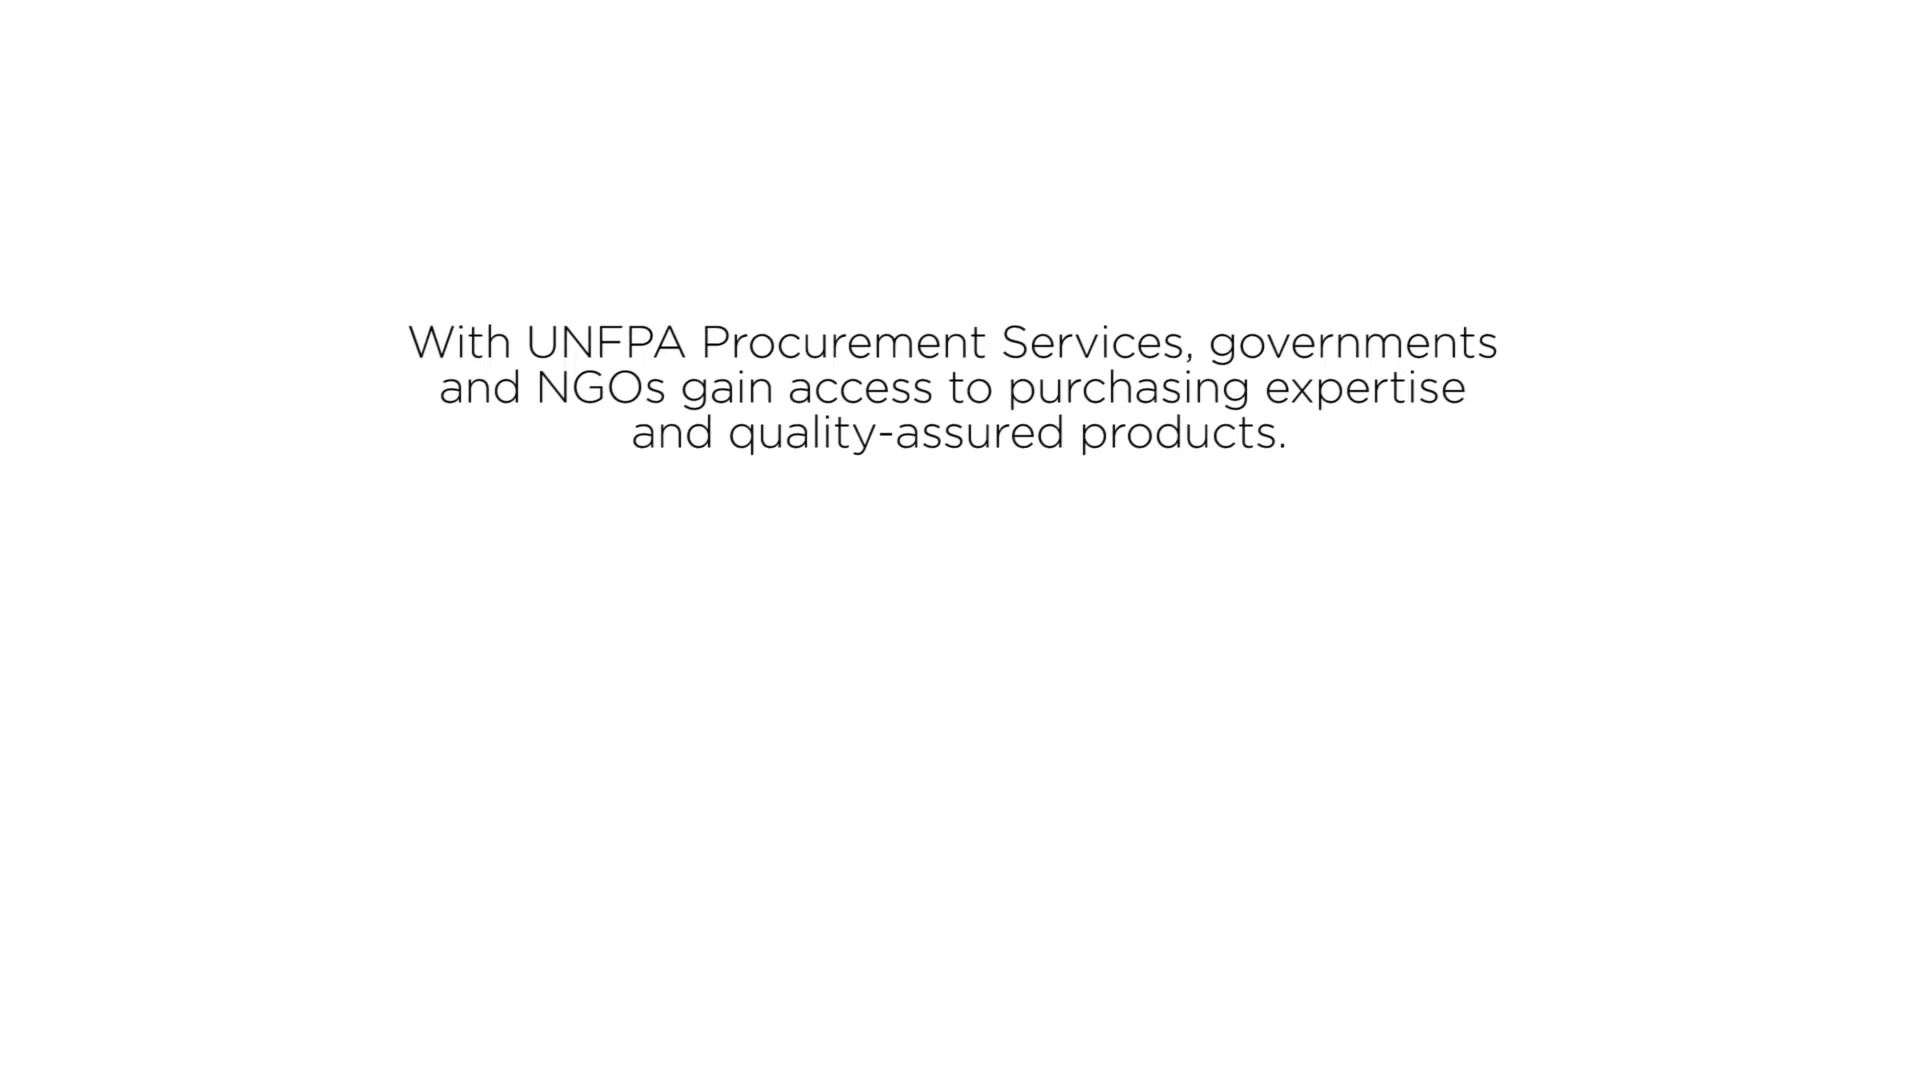 With UNFPA Procurement Services, governments
and NGOs gain access to purchasing expertise
and quality-assured products.